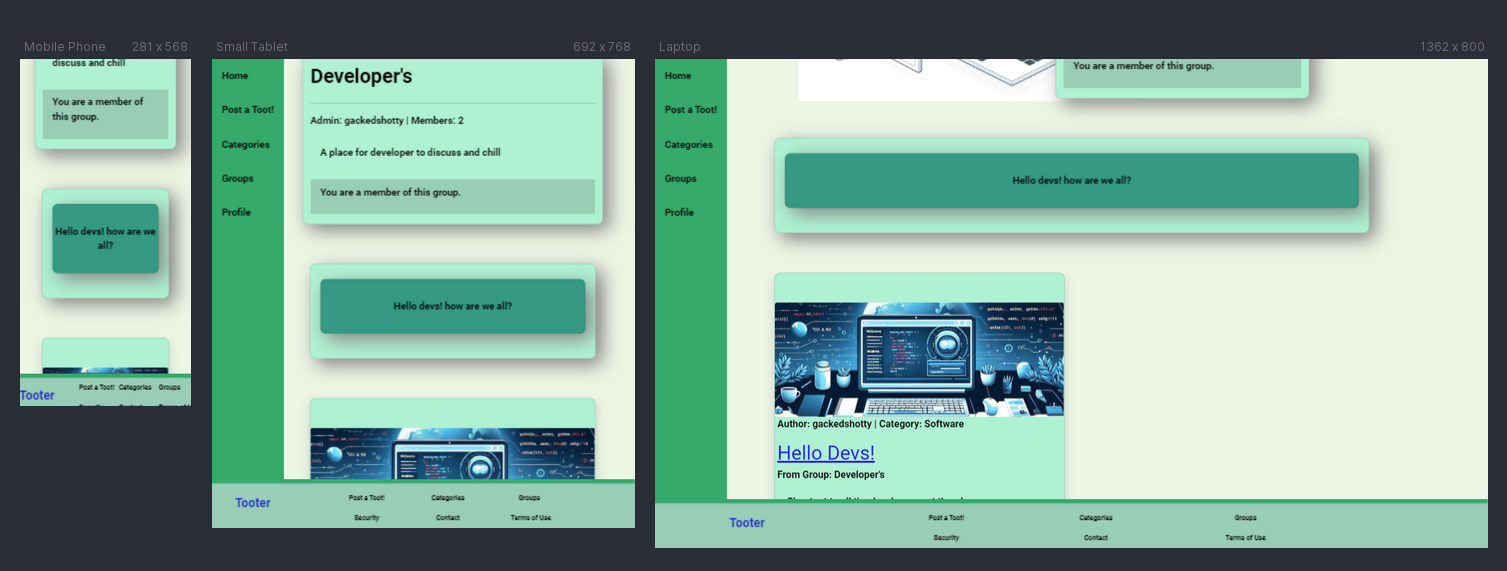 Mobile Phone 281 x 568
discuss and chill
You are a member of
this group.
Hello devs! how are we
all?
Tooter
Post a Toot! Categories Groups
Small Tablet 692 x 768
Home
Post a Toot!
Categories
Groups
Profile
Developer's
Admin: gackedshotty | Members: 2
A place for developer to discuss and chill
You are a member of this group.
Hello devs! how are we all?
Tooter
Post a Toot! Categories Groups
Security Contact Terms of Use
Laptop 1362 x 800
Home
Post a Toot!
Categories
Groups
Profile
You are a member of this group.
Hello devs! how are we all?
Author: gackedshotty | Category: Software
Hello Devs!
From Group: Developer's
Tooter
Post a Toot! Categories Groups
Security Contact Terms of Use